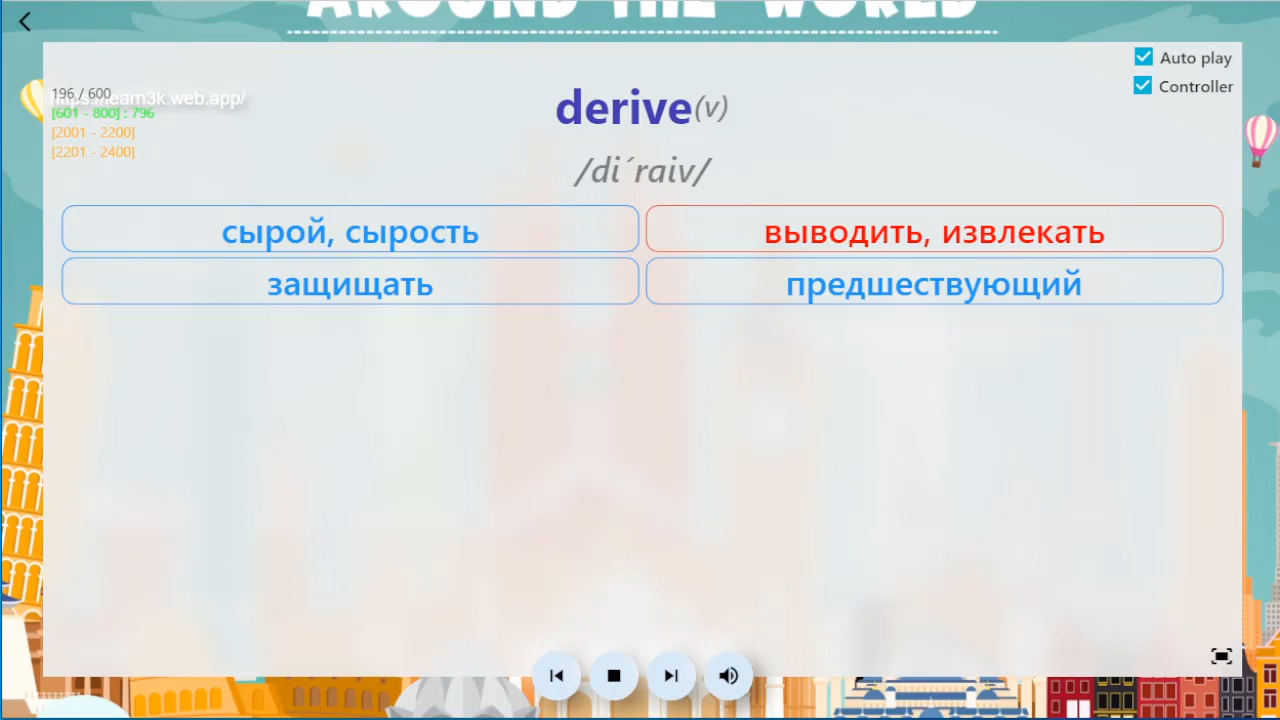 AROUND THE WORLD
Auto play
Controller
196 / 600
https://learn3k.web.app/
[601 - 800] : 796
[2001 - 2200]
[2201 - 2400]
derive(v)
/di´raiv/
сырой, сырость
выводить, извлекать
защищать
предшествующий